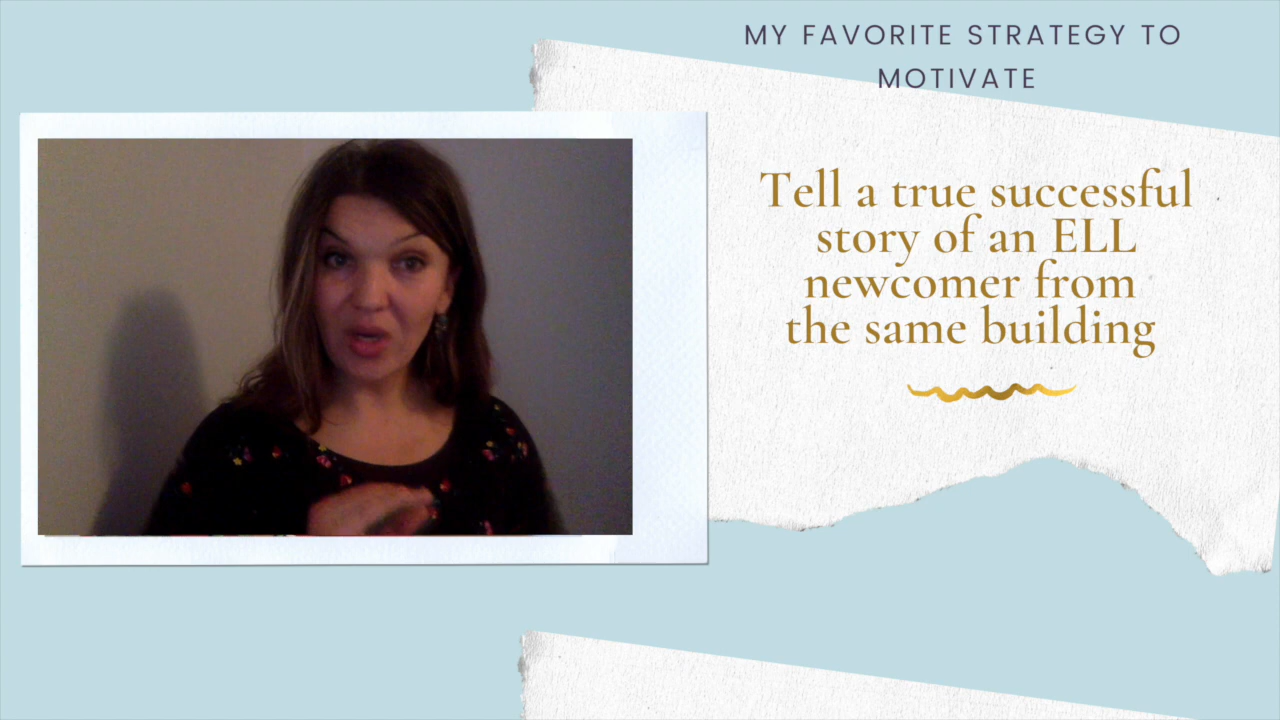 MY FAVORITE STRATEGY TO
MOTIVATE
Tell a true successful
story of an ELL
newcomer from
the same building